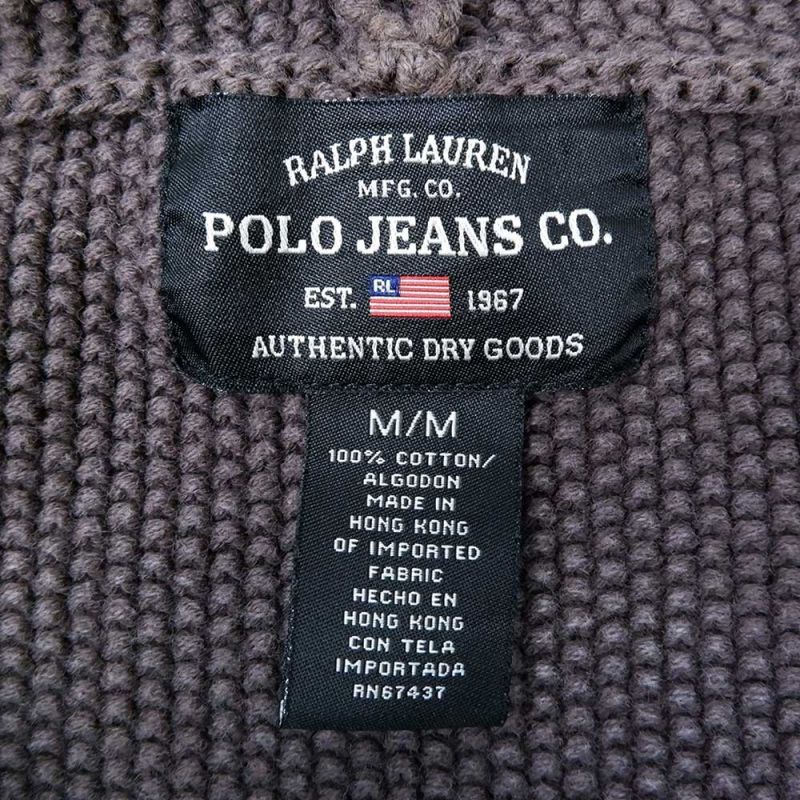 RALPH LAUREN
MFG. CO.
POLO JEANS CO.
EST. RL 1967
AUTHENTIC DRY GOODS
M/M
100% COTTON/
ALGODON
MADE IN
HONG KONG
OF IMPORTED
FABRIC
HECHO EN
HONG KONG
CON TELA
IMPORTADA
RN67437